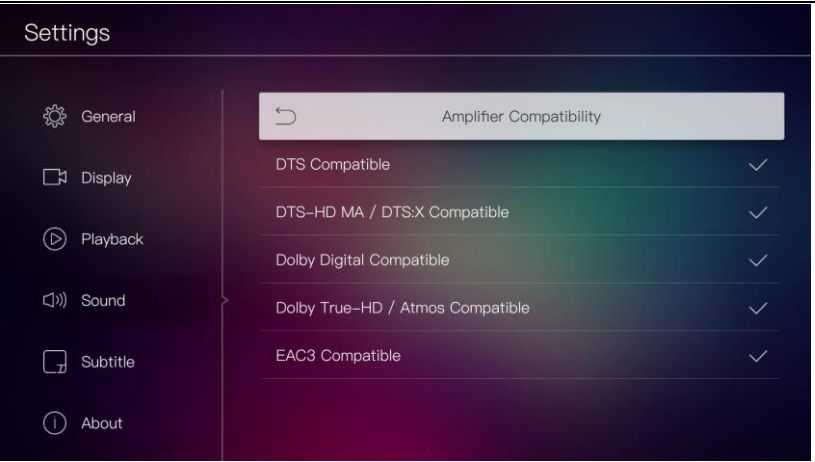 Settings
General
Display
Playback
Sound
Subtitle
About
Amplifier Compatibility
DTS Compatible
DTS-HD MA / DTS:X Compatible
Dolby Digital Compatible
Dolby True-HD / Atmos Compatible
EAC3 Compatible